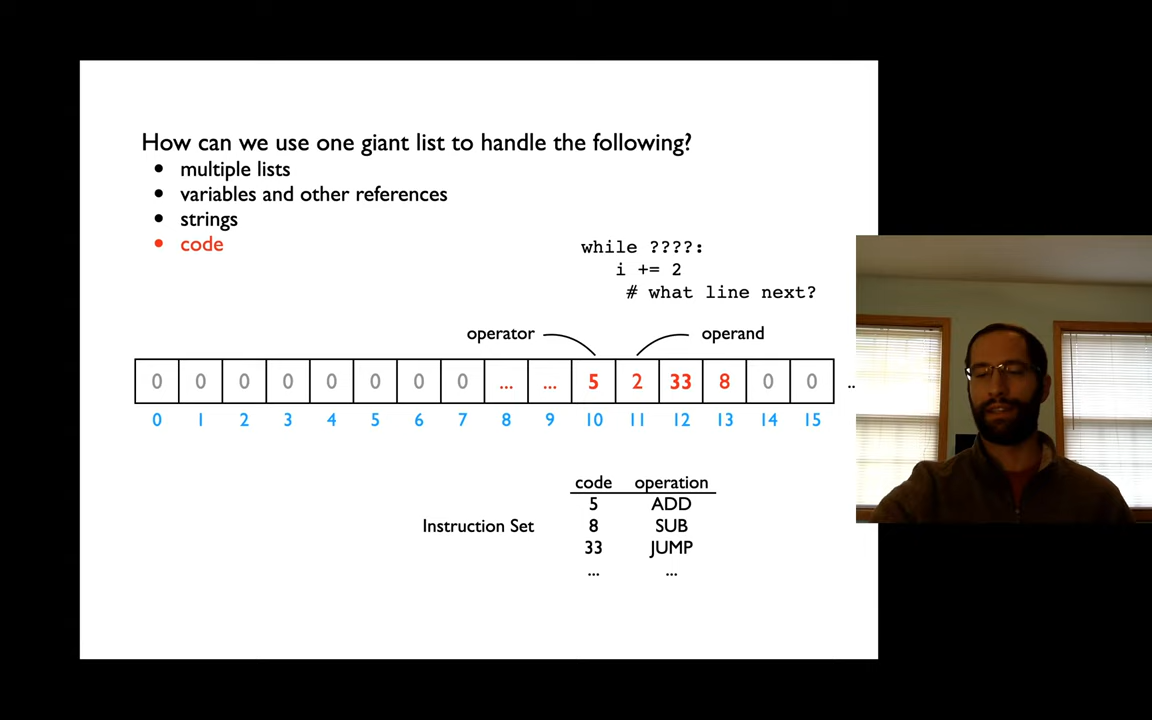 How can we use one giant list to handle the following?
• multiple lists
• variables and other references
• strings
• code
while ????:
i += 2
# what line next?
operator operand
0 0 0 0 0 0 0 0 ... ... 5 2 33 8 0 0 ..
0 1 2 3 4 5 6 7 8 9 10 11 12 13 14 15
code operation
5 ADD
Instruction Set 8 SUB
33 JUMP
... ...